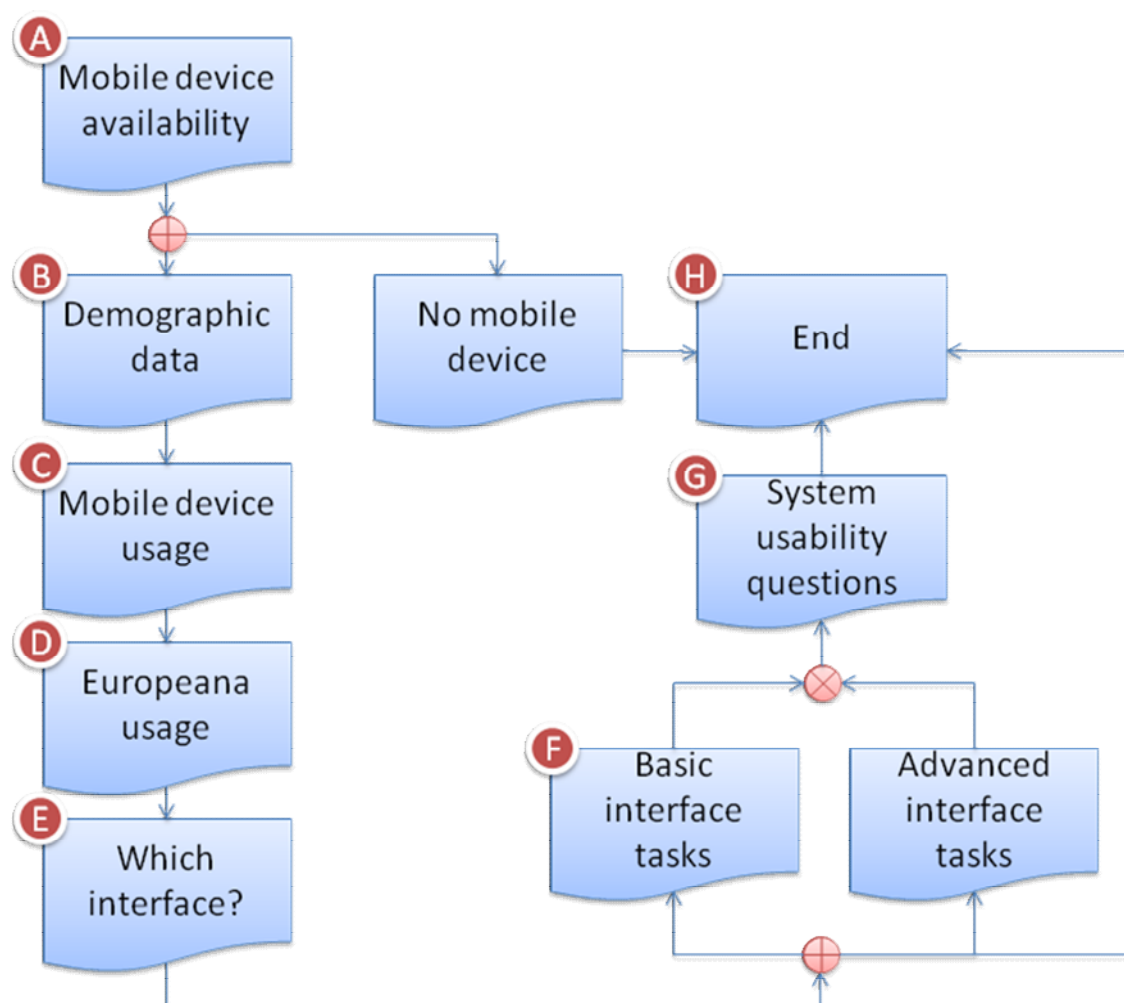 A
Mobile device
availability
B
Demographic
data
No mobile
device
H
End
C
Mobile device
usage
G
System
usability
questions
D
Europeana
usage
F
Basic
interface
tasks
Advanced
interface
tasks
E
Which
interface?